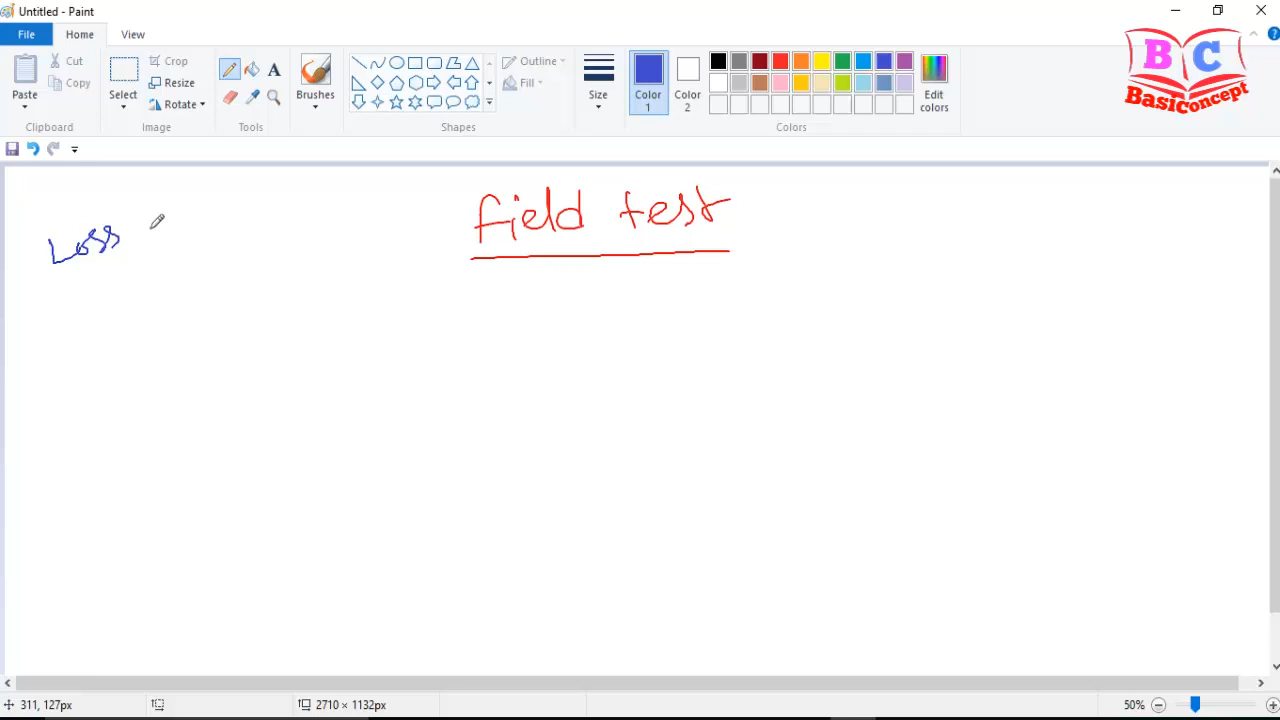 Untitled - Paint
File Home View
Paste Cut Copy Clipboard
Select Crop Resize Rotate Image
Tools
Brushes
Outline Fill Shapes
Size
Color 1
Color 2
Edit colors
Colors
B C
BasiConcept
field test
Loss
311, 127px 2710 × 1132px 50%